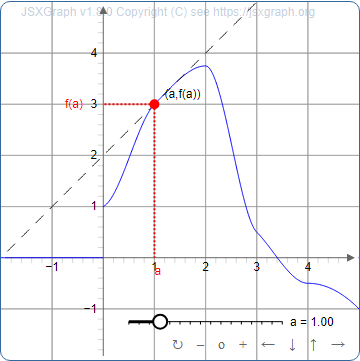 JSXGraph v1.9.0 Copyright (C) see https://jsxgraph.org
4
f(a) 3 (a,f(a))
2
1
−1 1 2 3 4
a
−1
a = 1.00
↻ − o + ← ↓ ↑ →